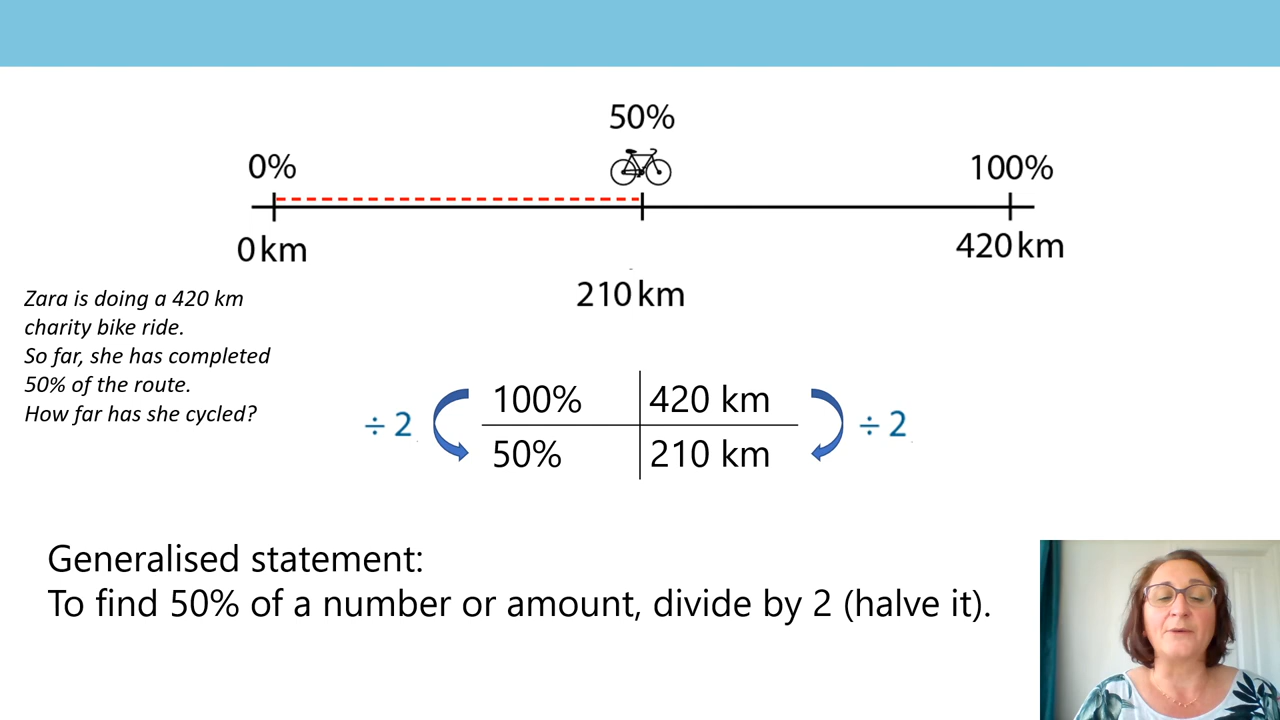 50%
0%
100%
0 km
420 km
210 km
Zara is doing a 420 km
charity bike ride.
So far, she has completed
50% of the route.
How far has she cycled?
100% 420 km
÷ 2 ÷ 2
50% 210 km
Generalised statement:
To find 50% of a number or amount, divide by 2 (halve it).